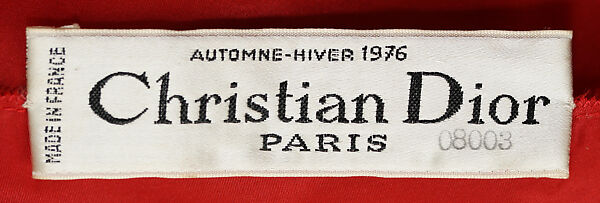 MADE IN FRANCE
AUTOMNE-HIVER 1976
Christian Dior
PARIS 08003